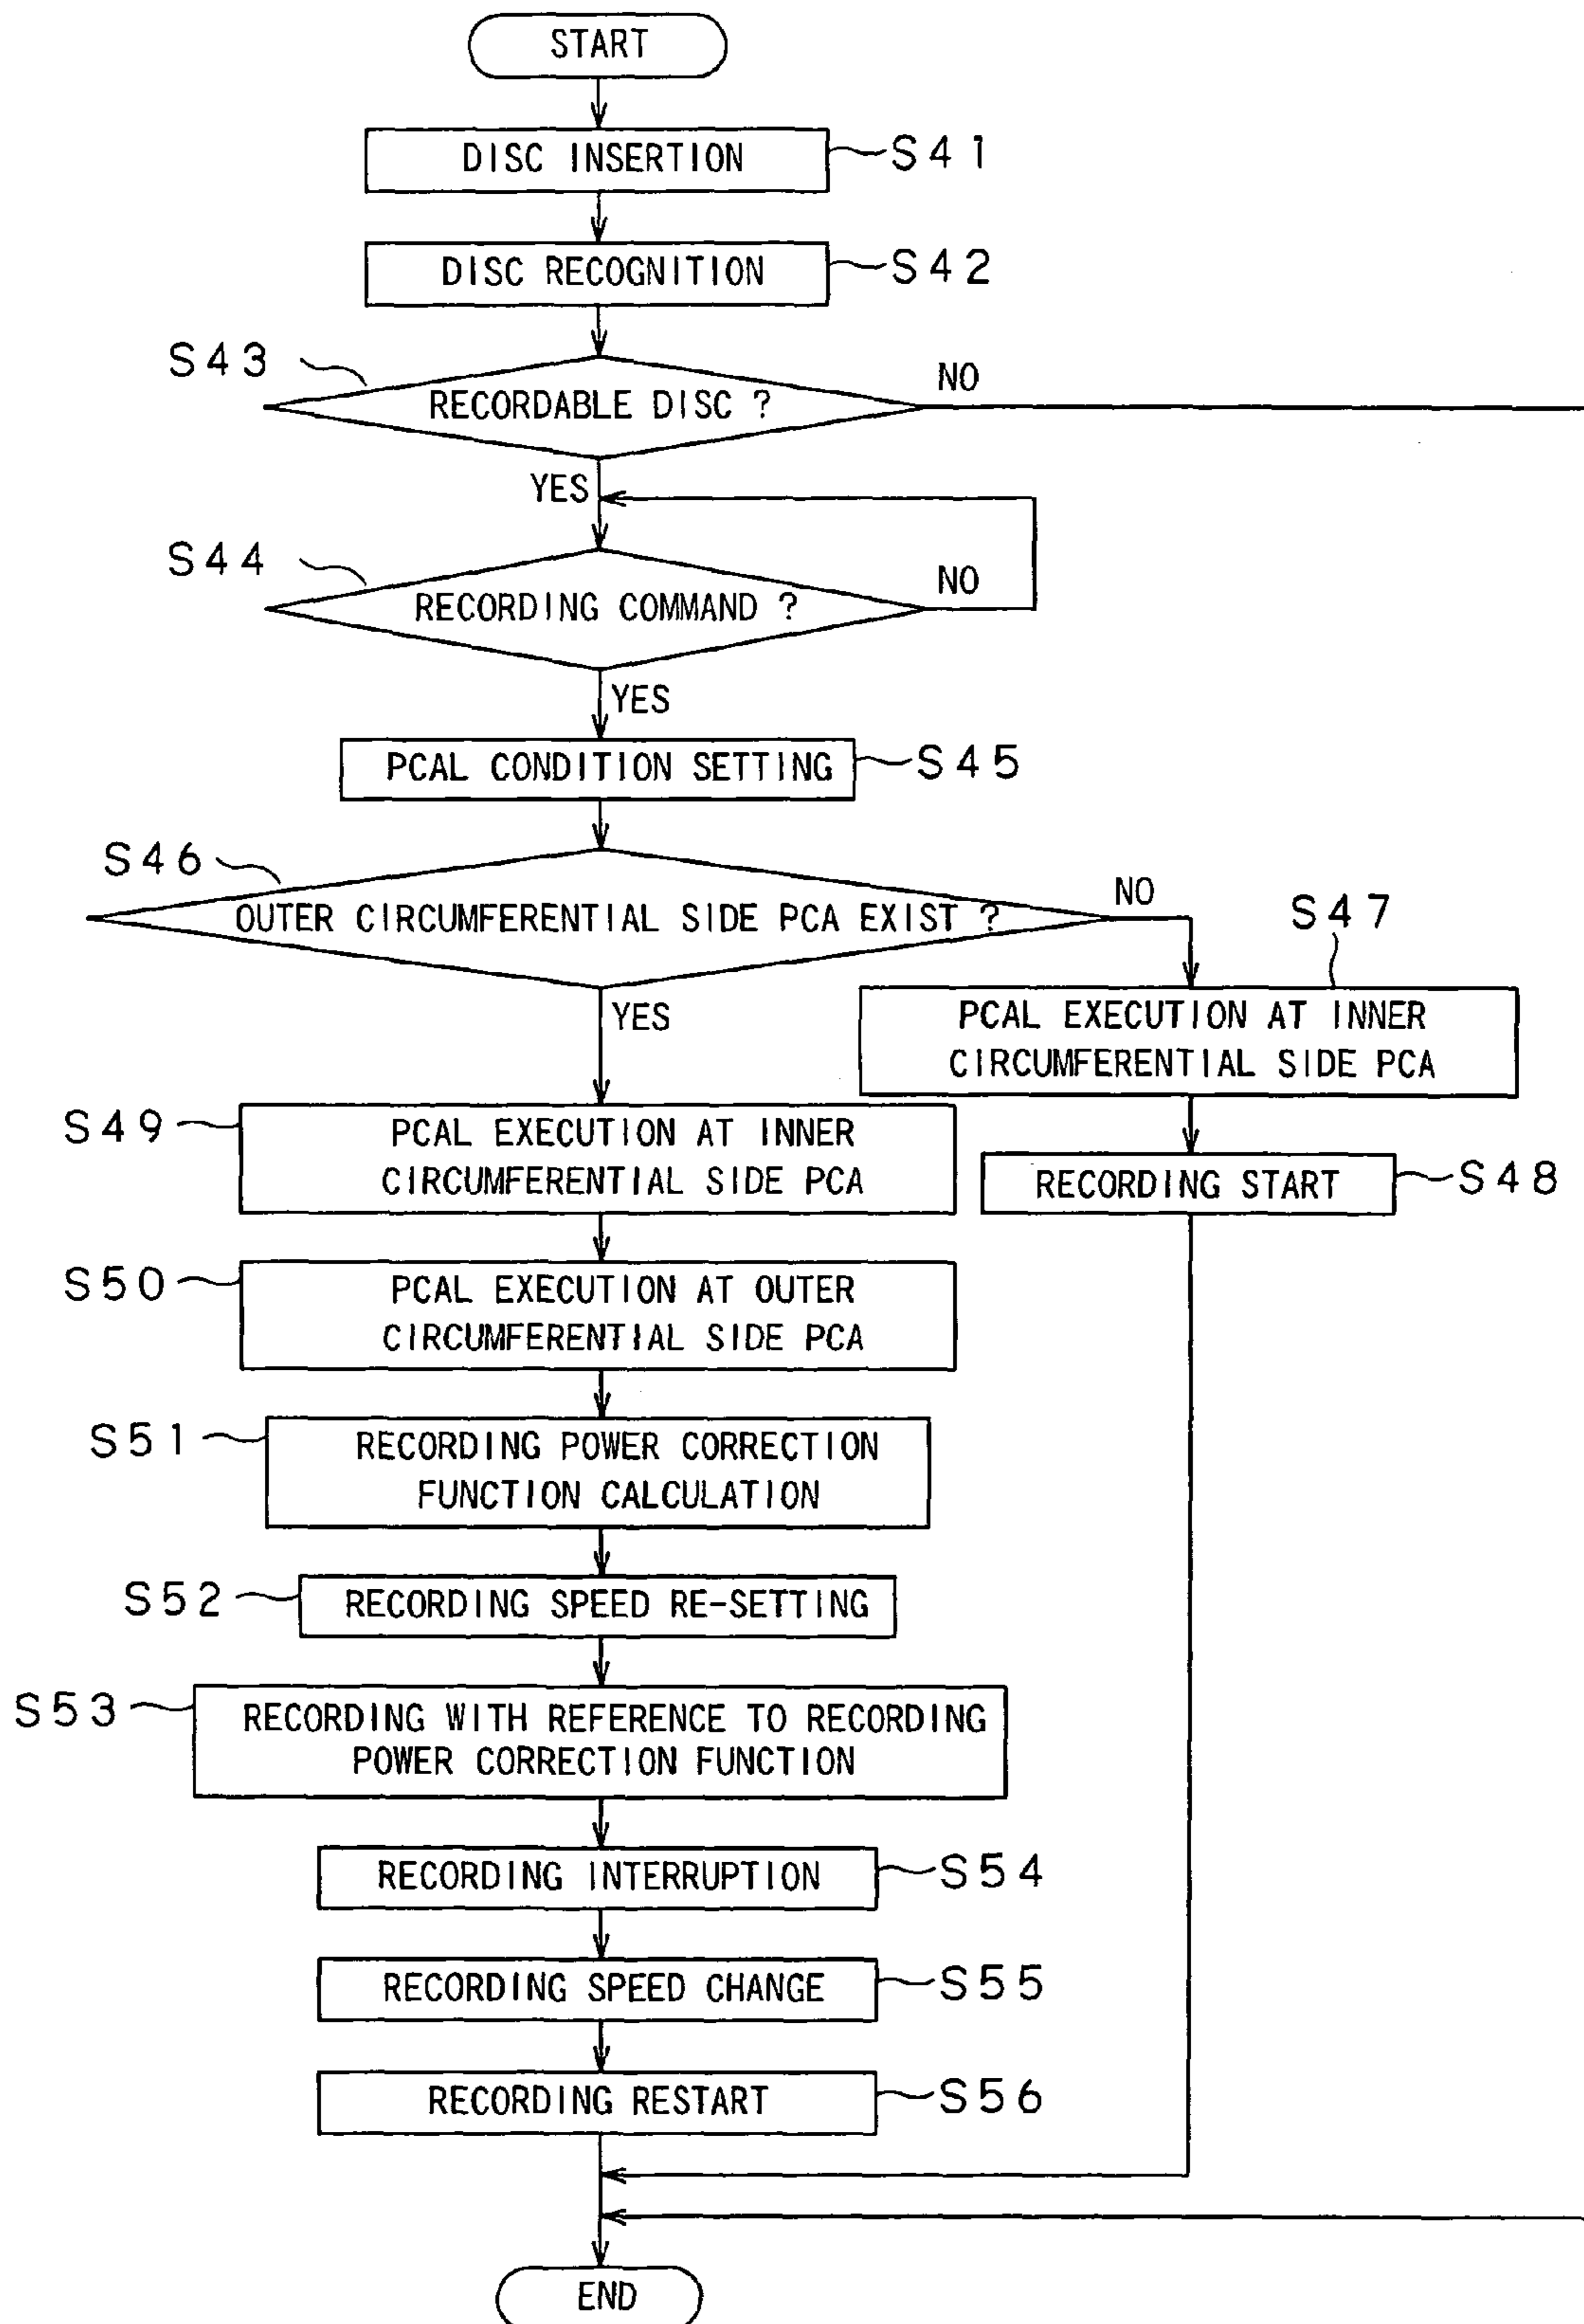 START
DISC INSERTION
S41
DISC RECOGNITION
S42
S43
RECORDABLE DISC ?
NO
YES
S44
RECORDING COMMAND ?
NO
YES
PCAL CONDITION SETTING
S45
S46
OUTER CIRCUMFERENTIAL SIDE PCA EXIST ?
NO
YES
S47
PCAL EXECUTION AT INNER
CIRCUMFERENTIAL SIDE PCA
RECORDING START
S48
S49
PCAL EXECUTION AT INNER
CIRCUMFERENTIAL SIDE PCA
S50
PCAL EXECUTION AT OUTER
CIRCUMFERENTIAL SIDE PCA
S51
RECORDING POWER CORRECTION
FUNCTION CALCULATION
S52
RECORDING SPEED RE-SETTING
S53
RECORDING WITH REFERENCE TO RECORDING
POWER CORRECTION FUNCTION
RECORDING INTERRUPTION
S54
RECORDING SPEED CHANGE
S55
RECORDING RESTART
S56
END